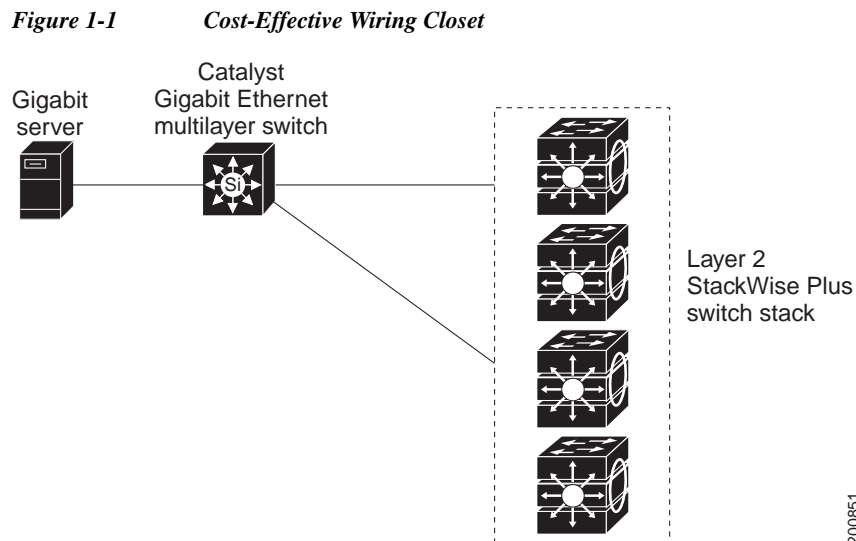 Figure 1-1 Cost-Effective Wiring Closet
Catalyst
Gigabit Ethernet
multilayer switch
Gigabit
server
Si
Layer 2
StackWise Plus
switch stack
200851